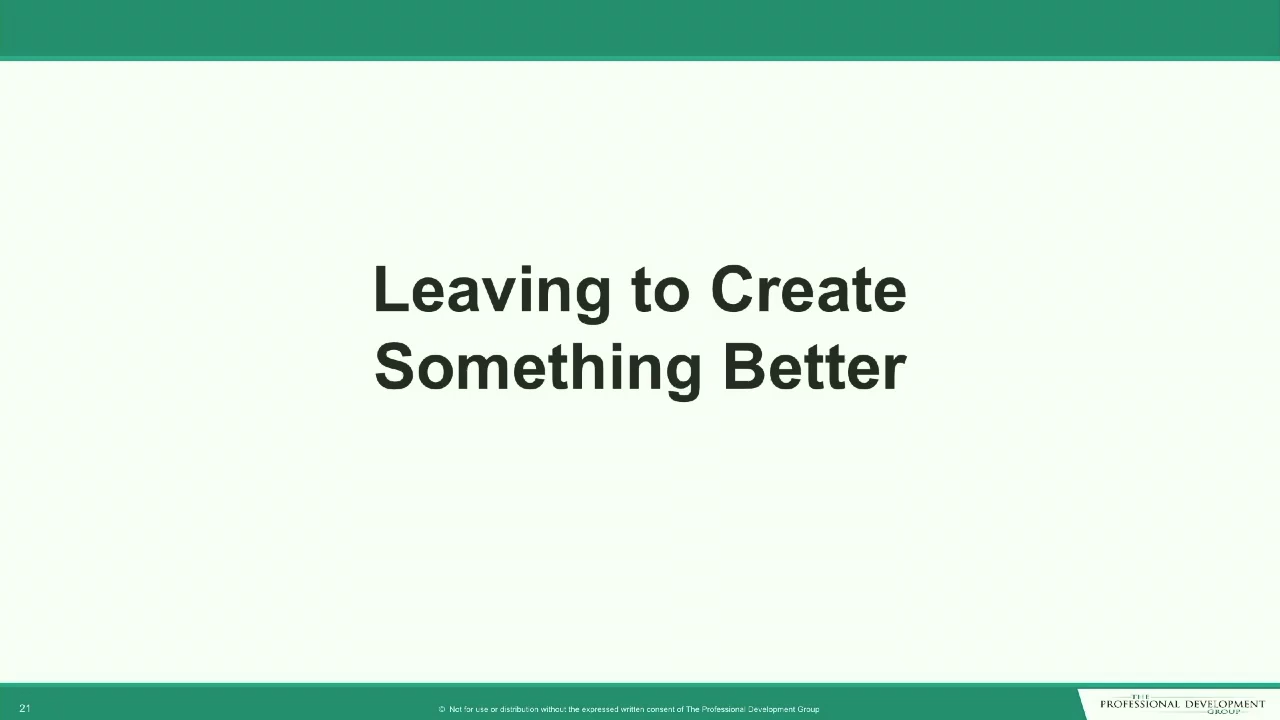 Leaving to Create
Something Better
21
© Not for use or distribution without the expressed written consent of The Professional Development Group
THE
PROFESSIONAL DEVELOPMENT
GROUP